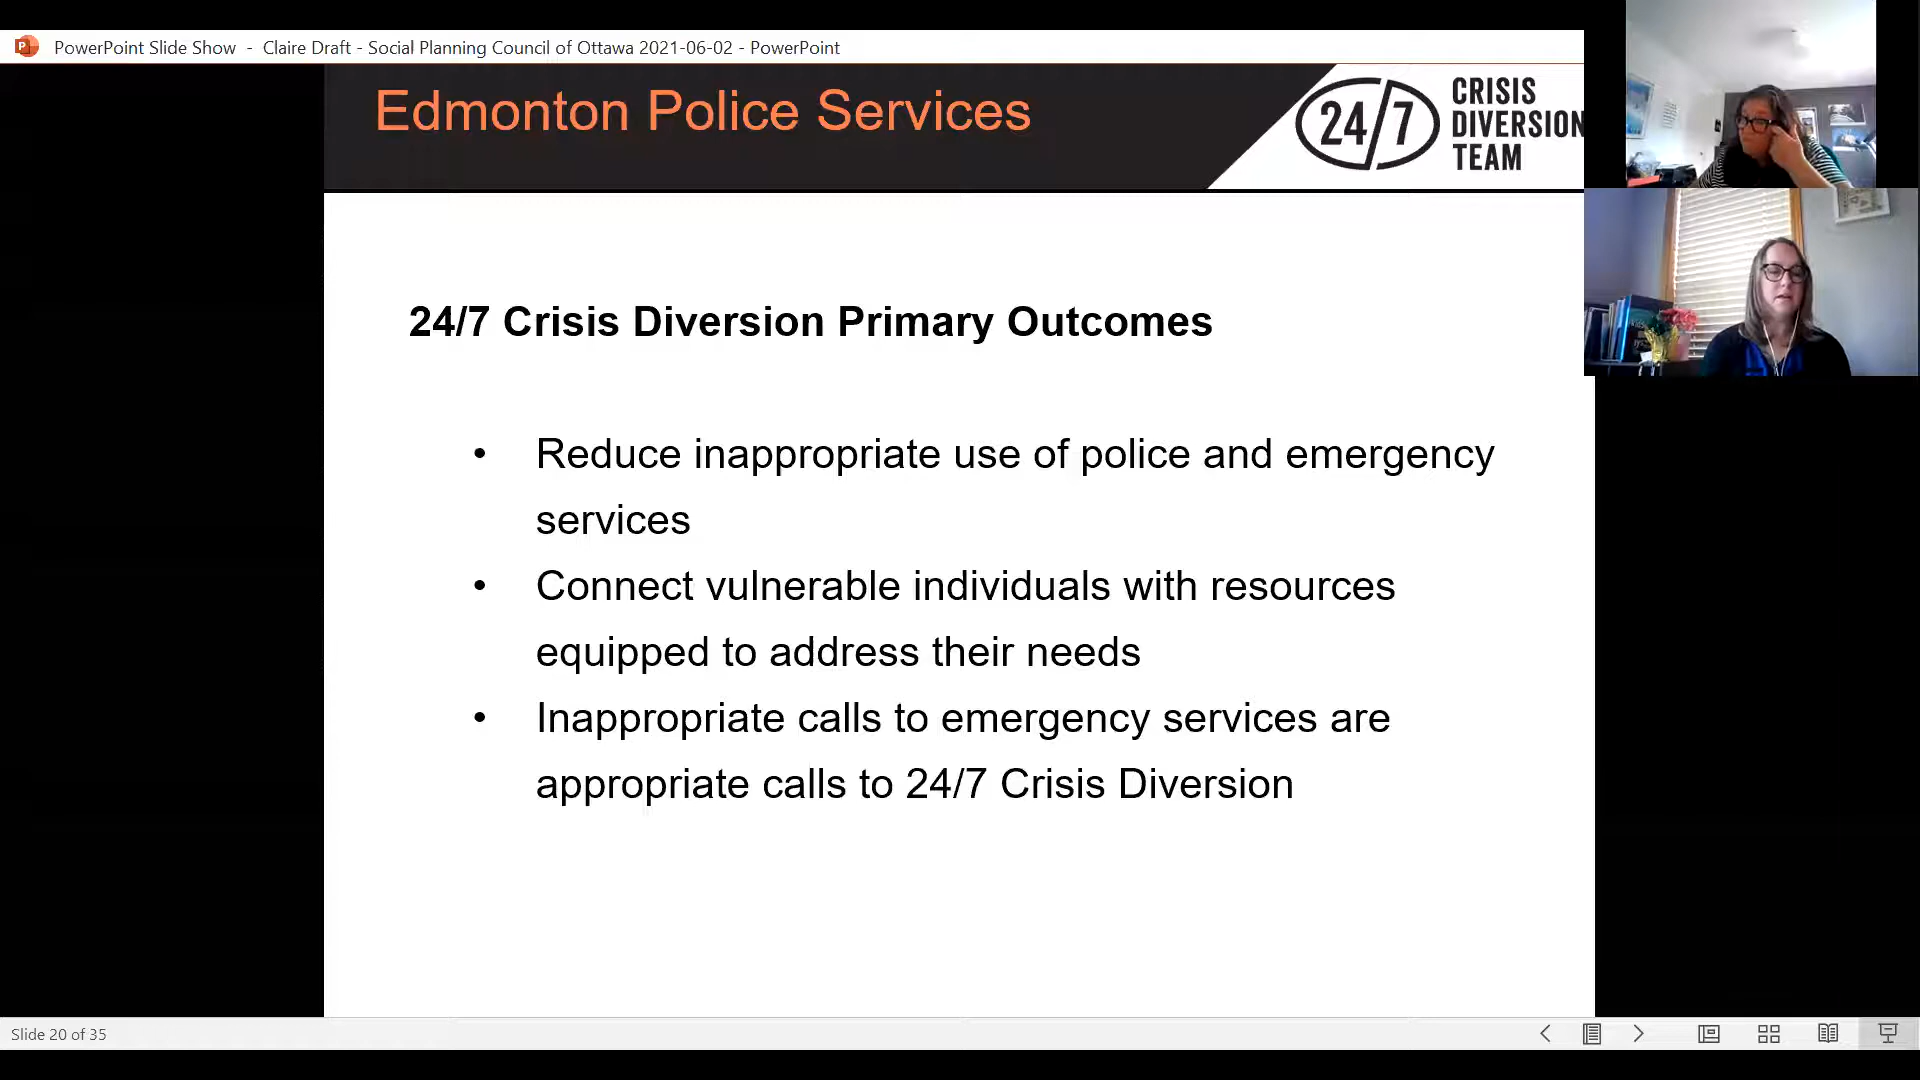 PowerPoint Slide Show - Claire Draft - Social Planning Council of Ottawa 2021-06-02 - PowerPoint
Edmonton Police Services
24/7
CRISIS
DIVERSION
TEAM
24/7 Crisis Diversion Primary Outcomes
• Reduce inappropriate use of police and emergency
services
• Connect vulnerable individuals with resources
equipped to address their needs
• Inappropriate calls to emergency services are
appropriate calls to 24/7 Crisis Diversion
Slide 20 of 35